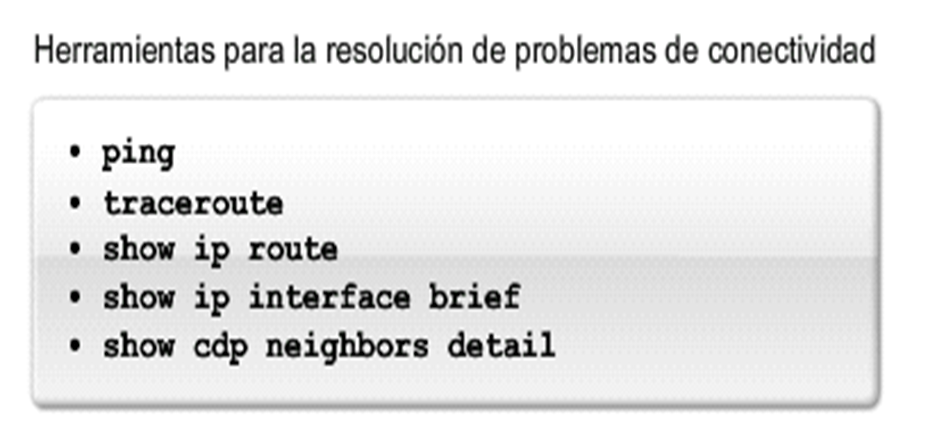 Herramientas para la resolución de problemas de conectividad
• ping
• traceroute
• show ip route
• show ip interface brief
• show cdp neighbors detail